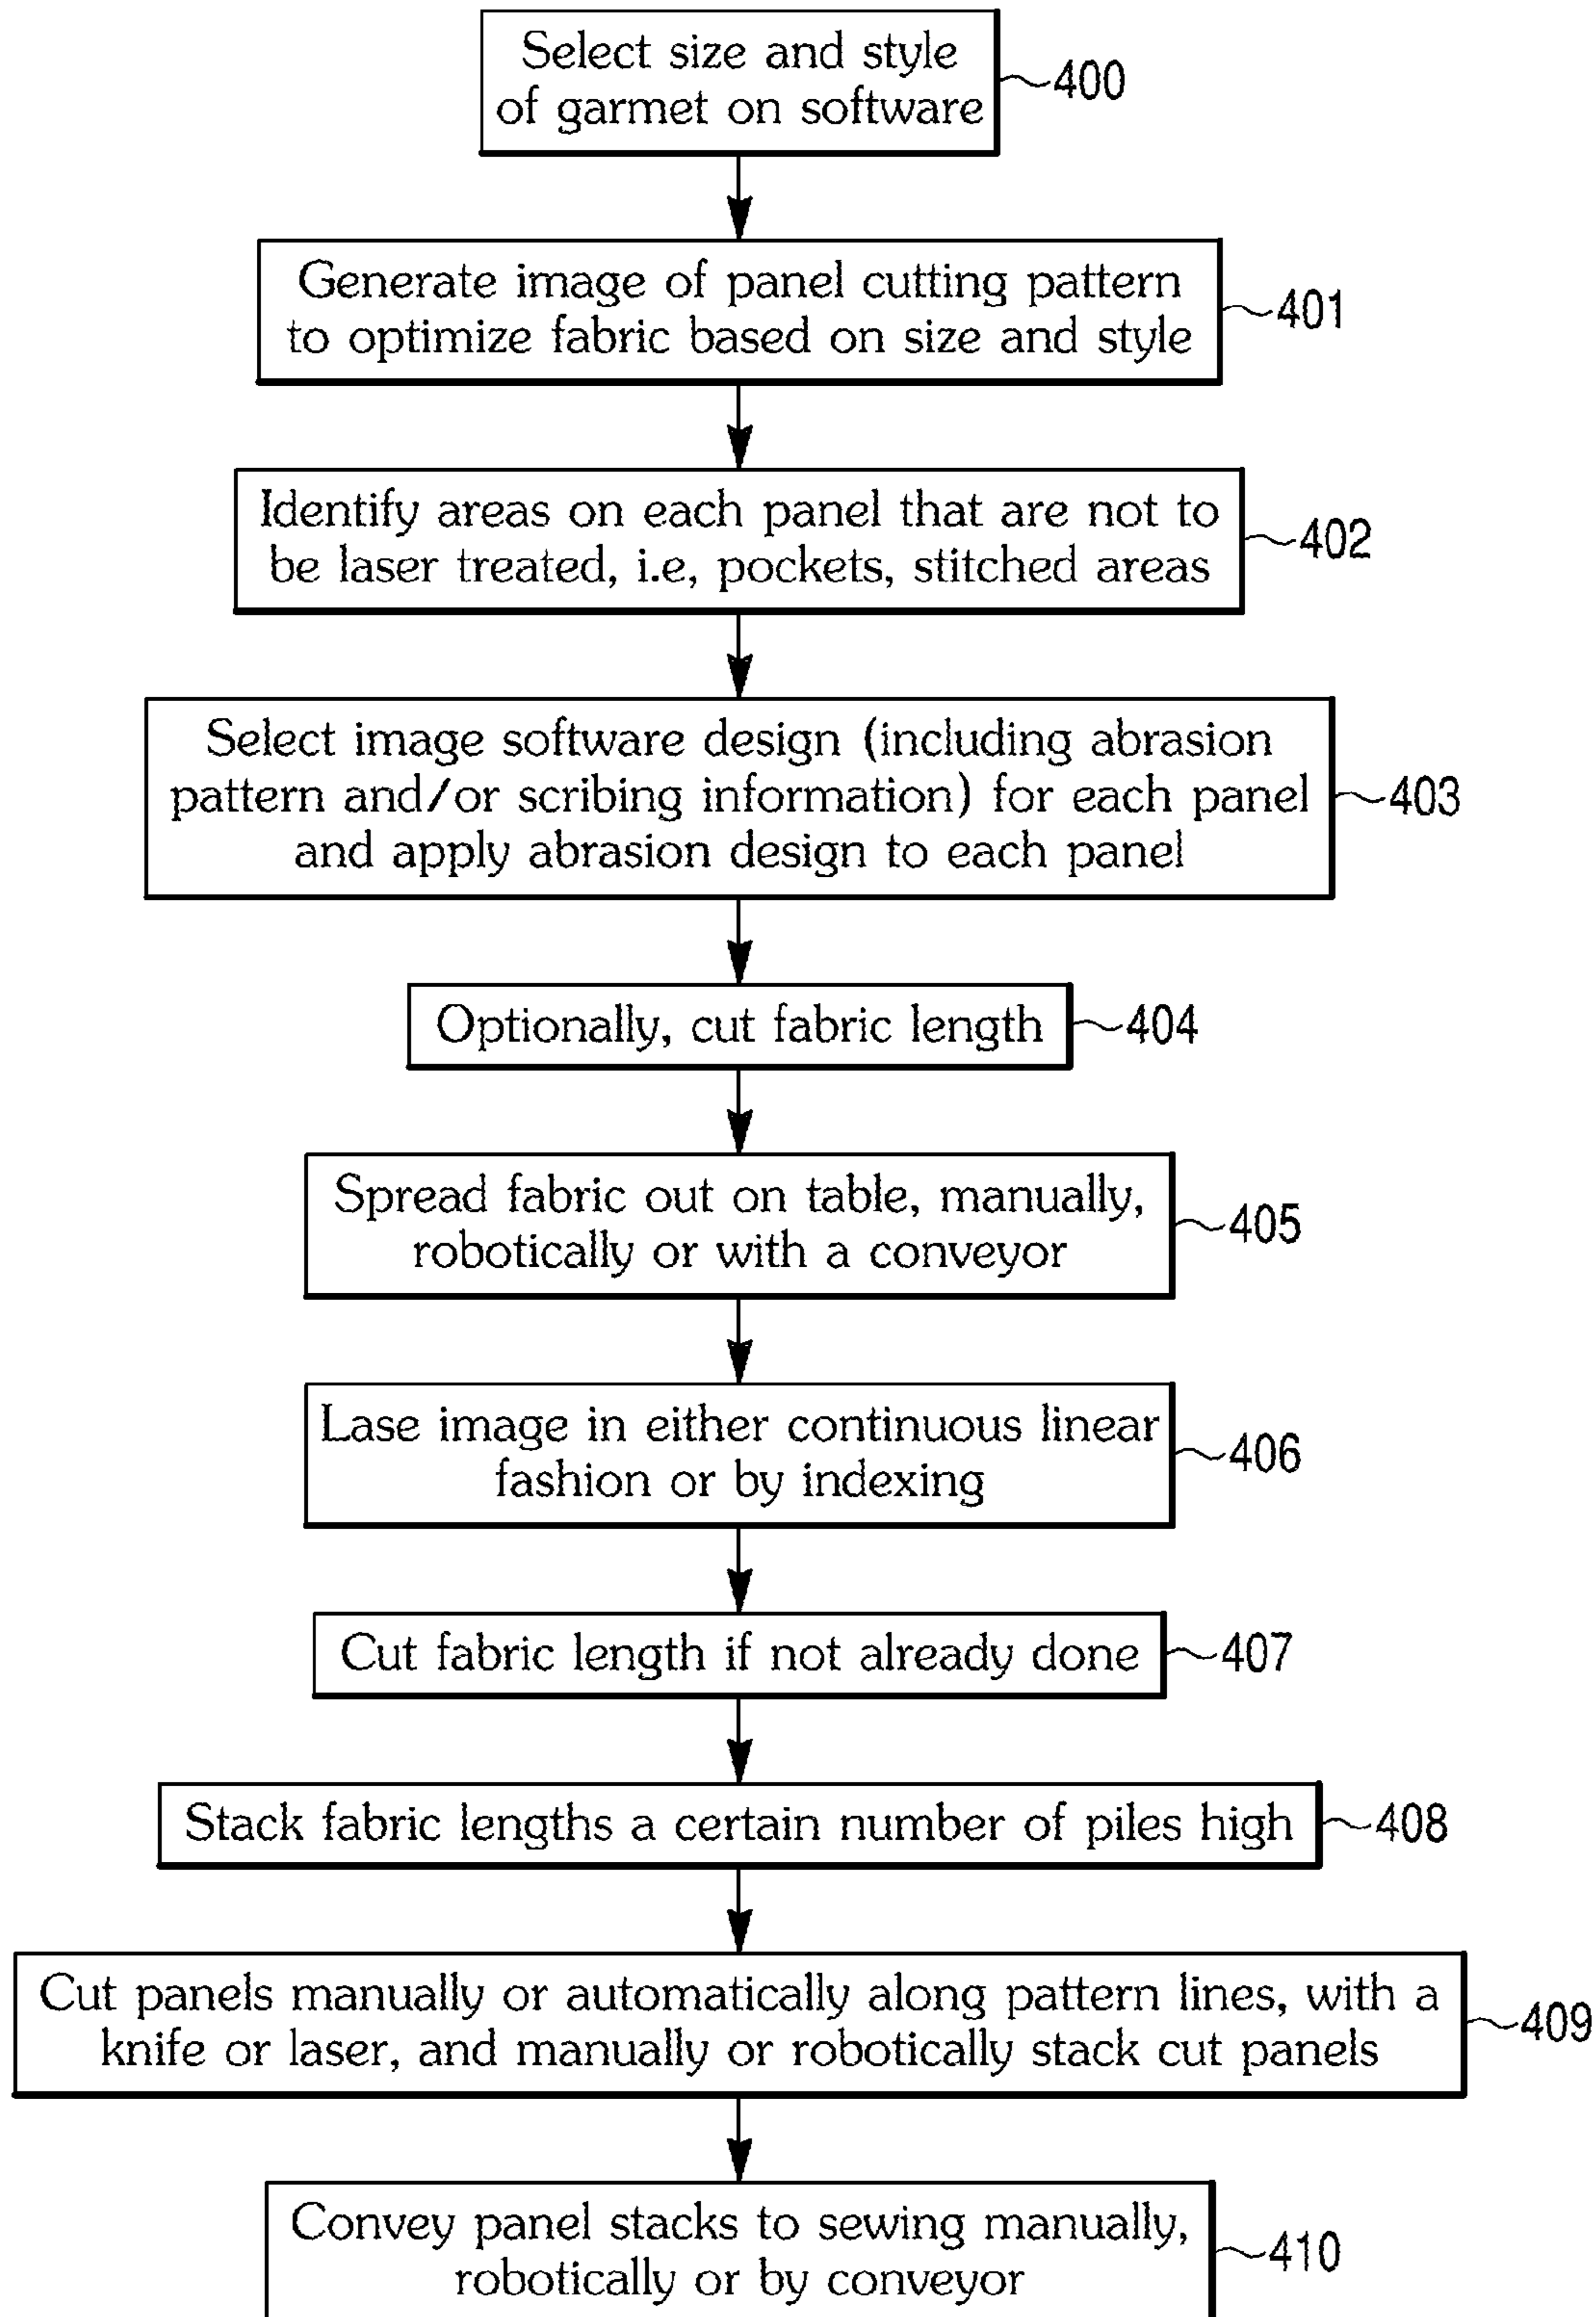 Select size and style
of garmet on software
400
Generate image of panel cutting pattern
to optimize fabric based on size and style
401
Identify areas on each panel that are not to
be laser treated, i.e, pockets, stitched areas
402
Select image software design (including abrasion
pattern and/or scribing information) for each panel
and apply abrasion design to each panel
403
Optionally, cut fabric length
404
Spread fabric out on table, manually,
robotically or with a conveyor
405
Lase image in either continuous linear
fashion or by indexing
406
Cut fabric length if not already done
407
Stack fabric lengths a certain number of piles high
408
Cut panels manually or automatically along pattern lines, with a
knife or laser, and manually or robotically stack cut panels
409
Convey panel stacks to sewing manually,
robotically or by conveyor
410